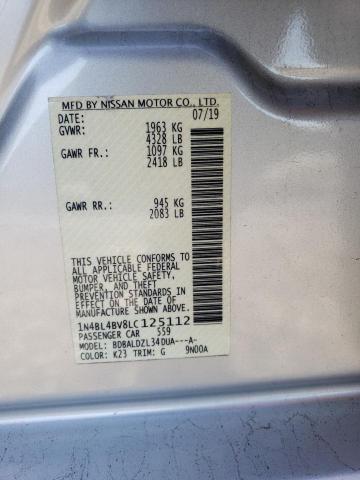 MFD BY NISSAN MOTOR CO., LTD.
DATE: 07/19
GVWR: 1963 KG
4328 LB
GAWR FR.: 1097 KG
2418 LB
GAWR RR.: 945 KG
2083 LB
THIS VEHICLE CONFORMS TO ALL
APPLICABLE FEDERAL
MOTOR VEHICLE SAFETY,
BUMPER, AND THEFT
PREVENTION STANDARDS IN
EFFECT ON THE DATE OF
MANUFACTURE SHOWN ABOVE.
1N4BL4BV8LC125112
PASSENGER CAR 559
MODEL: BDBALDZL34DUA---A-
COLOR: K23 TRIM: G 9N00A